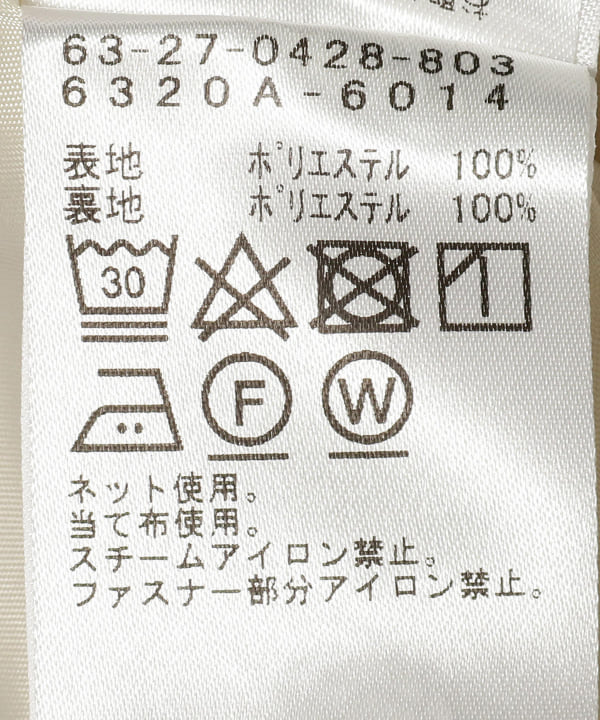 63-27-0428-803
6320A-6014
表地 ポリエステル 100%
裏地 ポリエステル 100%
30
F W
ネット使用。
当て布使用。
スチームアイロン禁止。
ファスナー部分アイロン禁止。